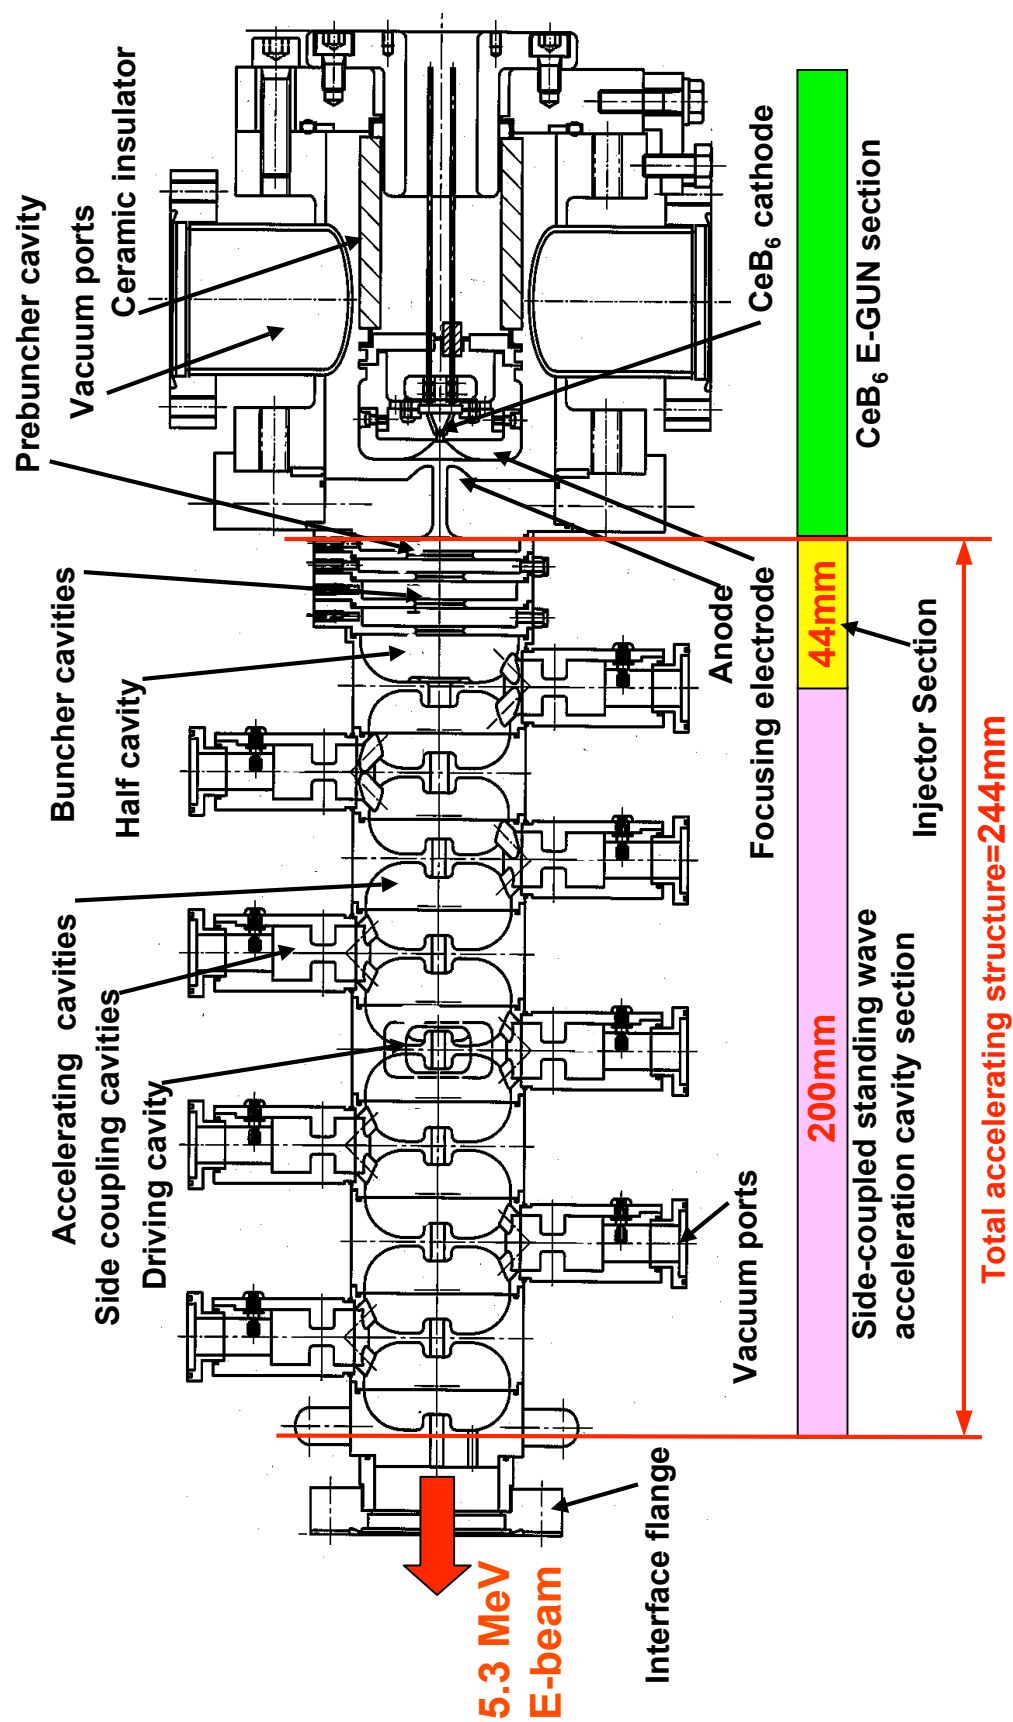 Prebuncher cavity
Vacuum ports
Ceramic insulator
Buncher cavities
Half cavity
Accelerating cavities
Side coupling cavities
Driving cavity
5.3 MeV
E-beam
Interface flange
Vacuum ports
Anode
Focusing electrode
CeB₆ cathode
200mm
44mm
Side-coupled standing wave
acceleration cavity section
Injector Section
CeB₆ E-GUN section
Total accelerating structure=244mm